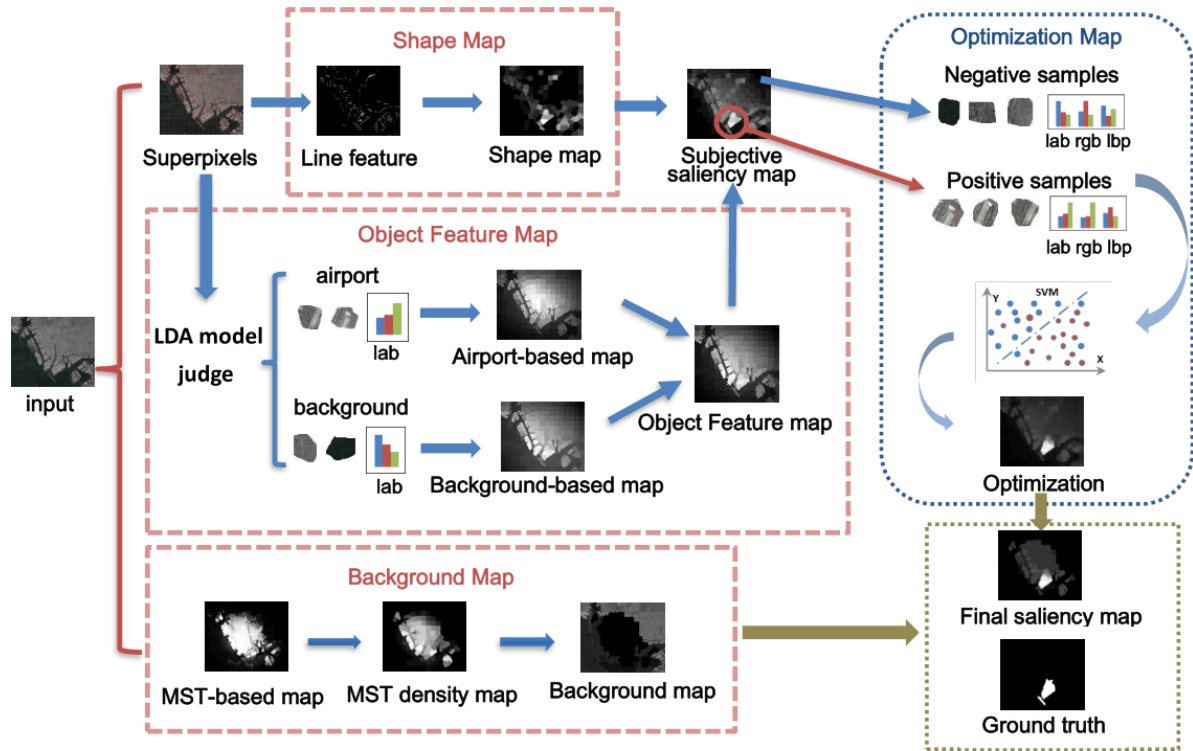 Shape Map
Superpixels
Line feature
Shape map
Subjective
saliency map
Optimization Map
Negative samples
lab rgb lbp
Positive samples
lab rgb lbp
SVM
Y
X
Optimization
Object Feature Map
LDA model
judge
airport
lab
Airport-based map
background
lab
Background-based map
Object Feature map
input
Background Map
MST-based map
MST density map
Background map
Final saliency map
Ground truth